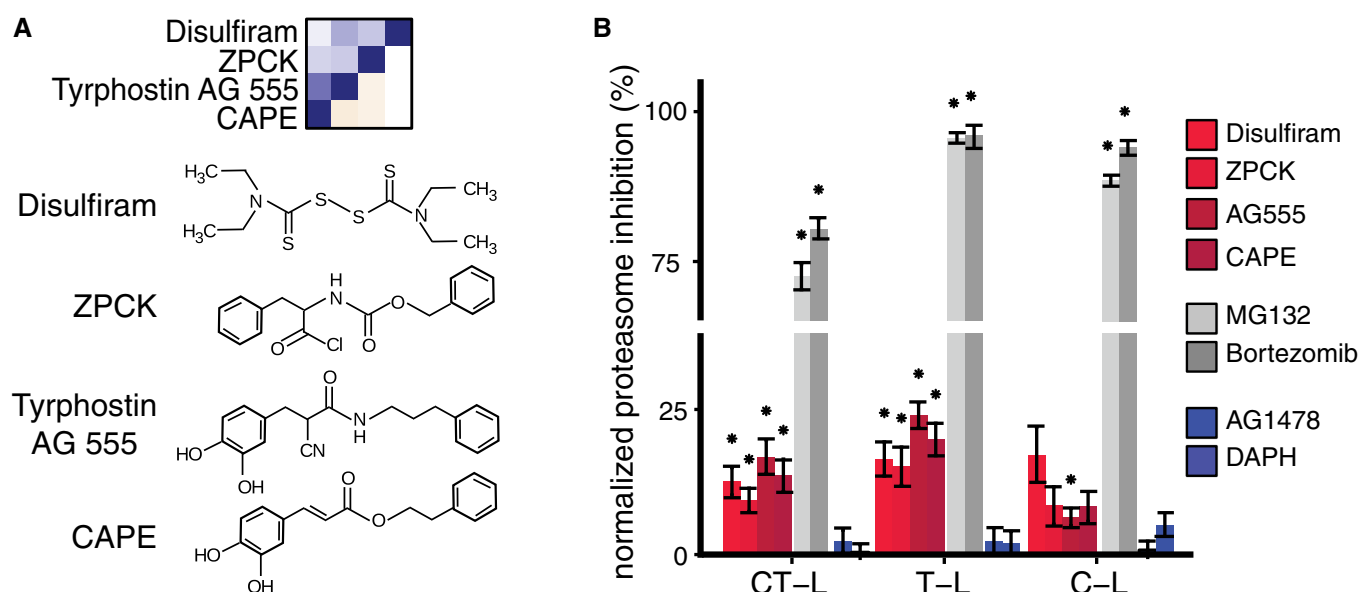 A
Disulfiram
ZPCK
Tyrphostin AG 555
CAPE
Disulfiram
H3C
CH3
N
S
S
S
S
N
H3C
CH3
ZPCK
H
N
O
O
Cl
O
Tyrphostin
AG 555
O
N
H
CN
HO
OH
CAPE
O
O
HO
OH
B
normalized proteasome inhibition (%)
100
75
25
0
* * * * * *
* * * * * *
* * *
CT–L
T–L
C–L
Disulfiram
ZPCK
AG555
CAPE
MG132
Bortezomib
AG1478
DAPH